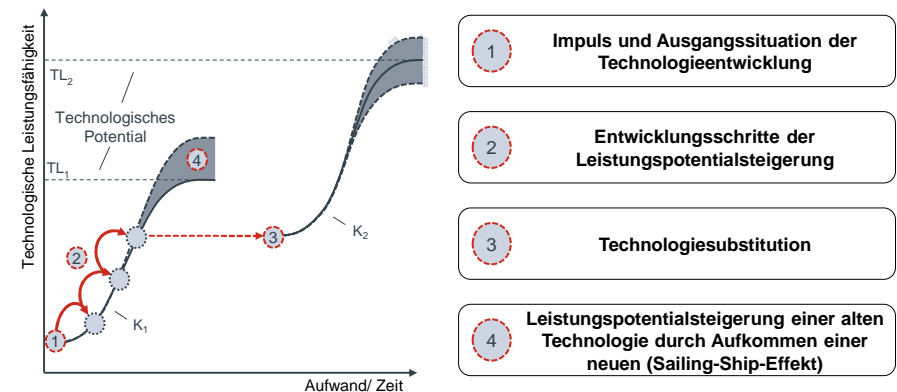 Technologische Leistungsfähigkeit
TL2
Technologisches
Potential
TL1
4
3
2
K2
K1
1
Aufwand/ Zeit
1
Impuls und Ausgangssituation der
Technologieentwicklung
2
Entwicklungsschritte der
Leistungspotentialsteigerung
3
Technologiesubstitution
4
Leistungspotentialsteigerung einer alten
Technologie durch Aufkommen einer
neuen (Sailing-Ship-Effekt)